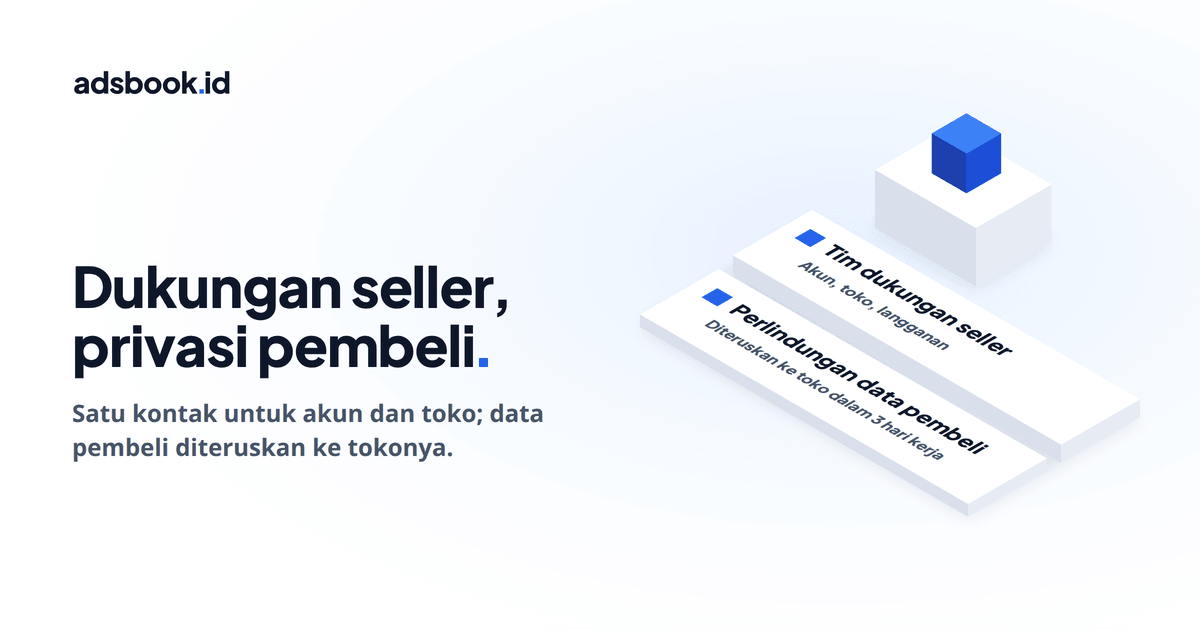 adsbook.id
Dukungan seller,
privasi pembeli.
Satu kontak untuk akun dan toko; data
pembeli diteruskan ke tokonya.
Tim dukungan seller
Akun, toko, langganan
Perlindungan data pembeli
Diteruskan ke toko dalam 3 hari kerja